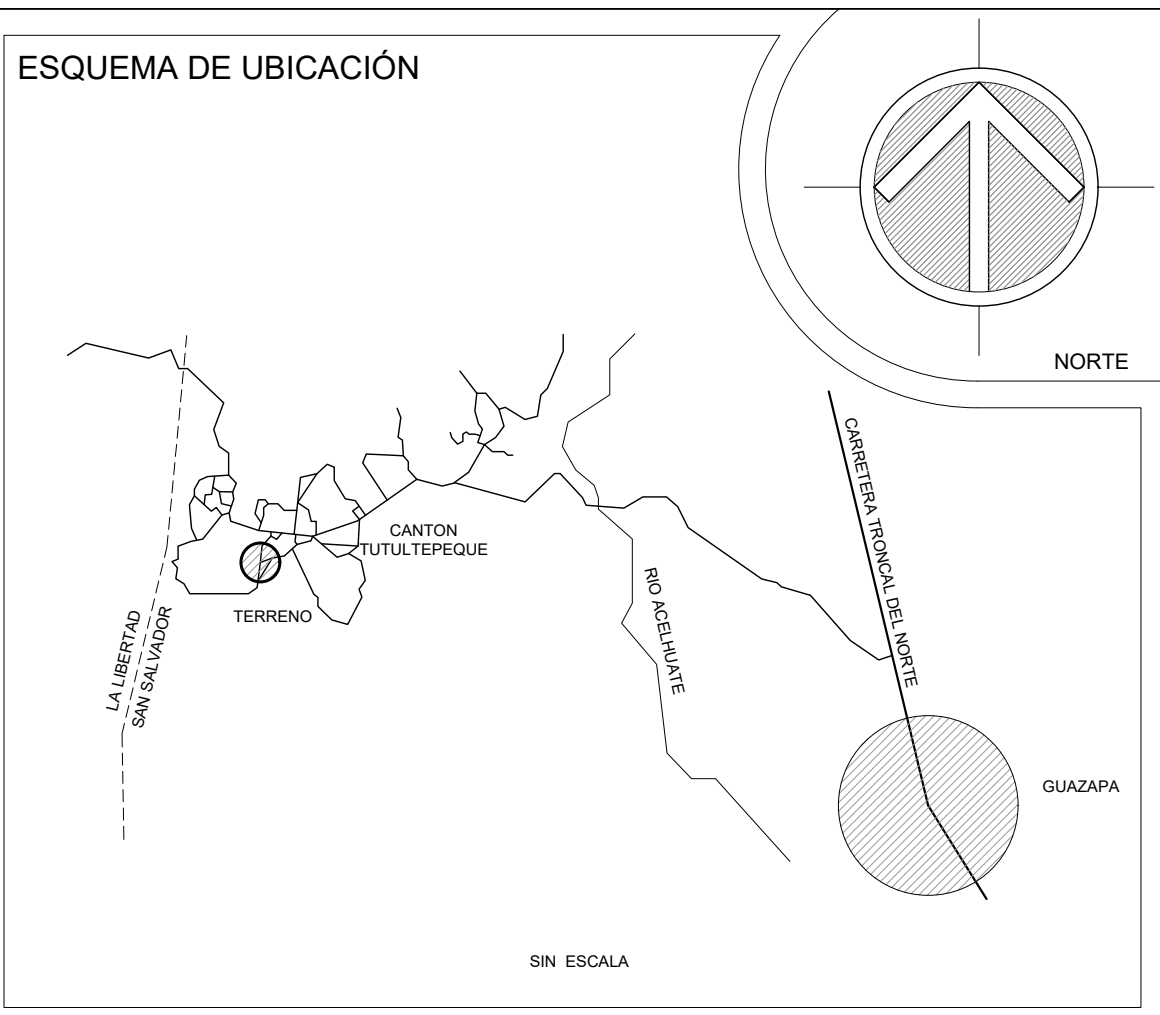 ESQUEMA DE UBICACIÓN
NORTE
CARRETERA TRONCAL DEL NORTE
CANTON
TUTULTEPEQUE
TERRENO
RIO ACELHUATE
LA LIBERTAD
SAN SALVADOR
GUAZAPA
SIN ESCALA